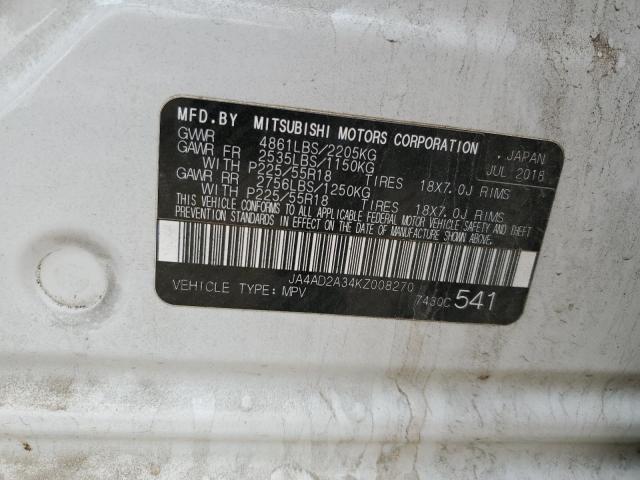 MFD.BY MITSUBISHI MOTORS CORPORATION
GVWR 4861LBS/2205KG , JAPAN
GAWR FR 2535LBS/1150KG JUL 2018
WITH P225/55R18 TIRES 18X7.0J RIMS
GAWR RR 2756LBS/1250KG
WITH P225/55R18 TIRES 18X7.0J RIMS
THIS VEHICLE CONFORMS TO ALL APPLICABLE FEDERAL MOTOR VEHICLE SAFETY AND THEFT
PREVENTION STANDARDS IN EFFECT ON THE DATE OF MANUFACTURE SHOWN ABOVE.
JA4AD2A34KZ008270
VEHICLE TYPE: MPV 7430C 541